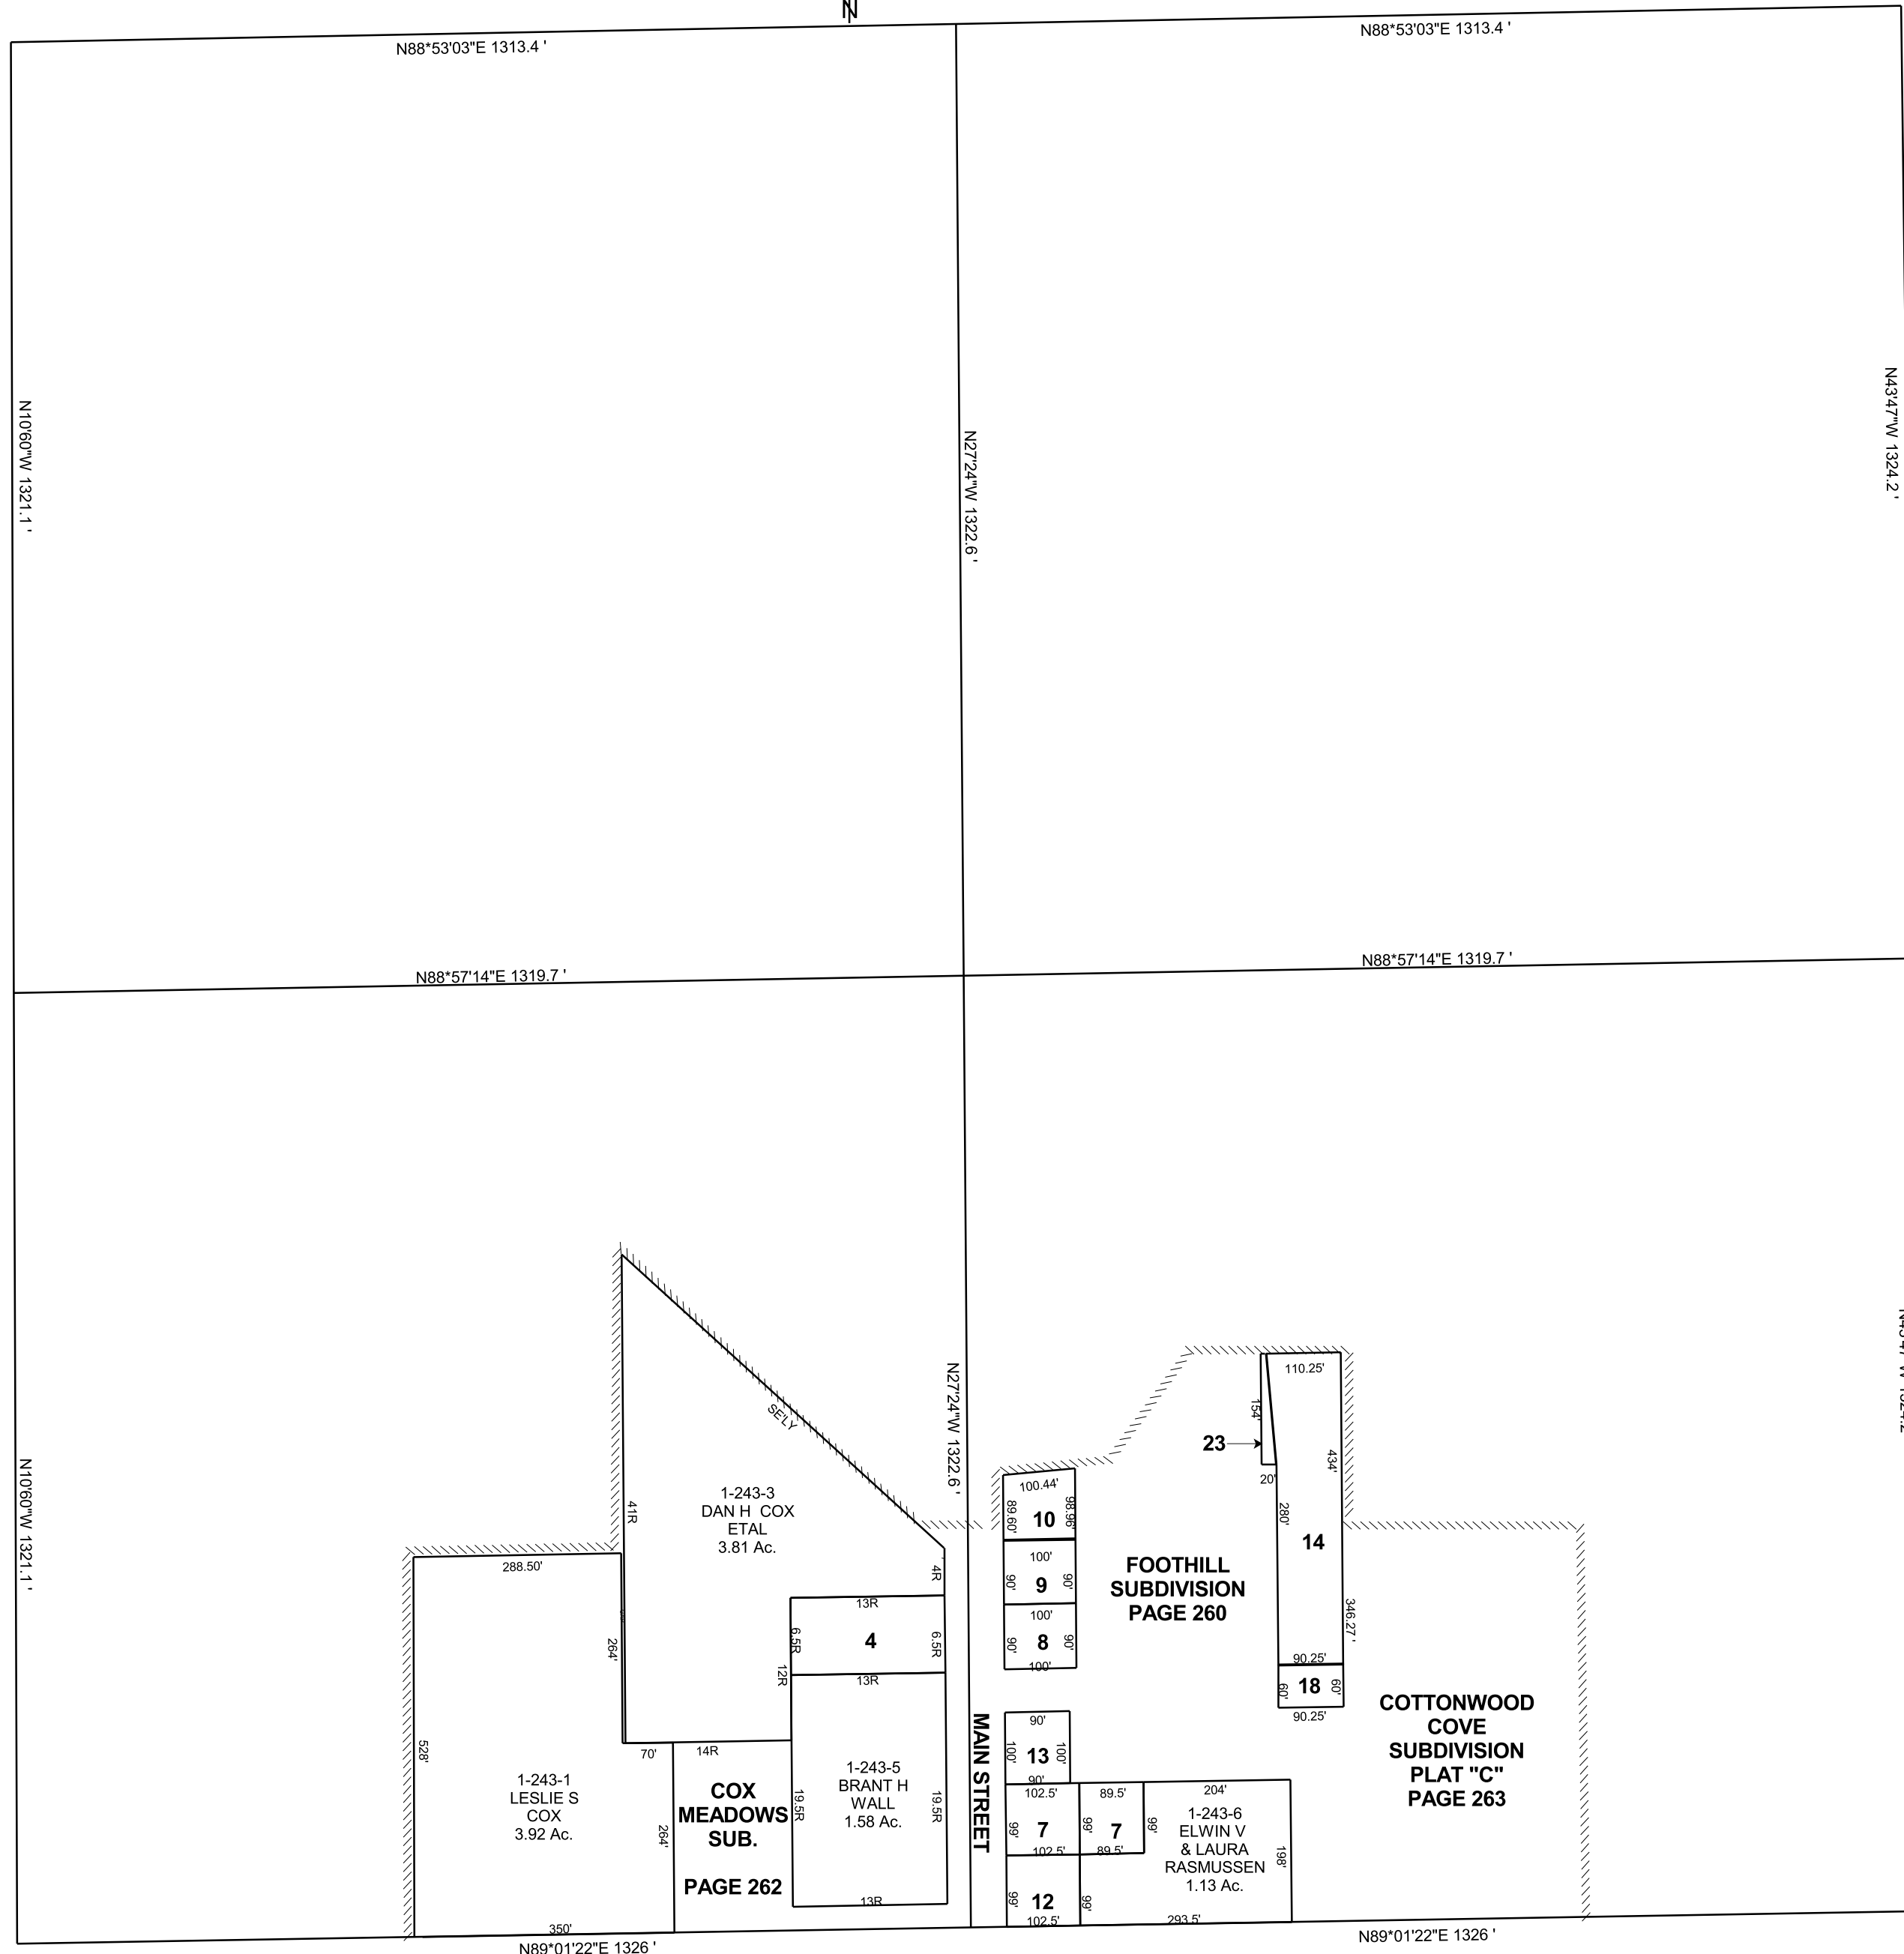 N
N88*53'03"E 1313.4 '
N88*53'03"E 1313.4 '
N10'60"W 1321.1 '
N27'24"W 1322.6 '
N43'47"W 1324.2 '
N88*57'14"E 1319.7 '
N88*57'14"E 1319.7 '
N10'60"W 1321.1 '
N27'24"W 1322.6 '
N43'47"W 1324.2
SE'LY
41R
1-243-3
DAN H COX
ETAL
3.81 Ac.
4R
288.50'
264'
528'
13R
6.5R
4
6.5R
12R
13R
70'
14R
1-243-1
LESLIE S
COX
3.92 Ac.
264'
350'
COX
MEADOWS
SUB.
PAGE 262
19.5R
1-243-5
BRANT H
WALL
1.58 Ac.
19.5R
13R
MAIN STREET
100.44'
89.60'
10
98.96'
100'
90'
9
90'
100'
90'
8
90'
100'
FOOTHILL
SUBDIVISION
PAGE 260
110.25'
154'
23
20'
434'
280'
14
346.27 '
90.25'
60'
18
60'
90.25'
COTTONWOOD
COVE
SUBDIVISION
PLAT "C"
PAGE 263
90'
100'
13
100'
90'
102.5'
89.5'
204'
99'
7
99'
7
99'
102.5'
89.5'
1-243-6
ELWIN V
& LAURA
RASMUSSEN
1.13 Ac.
198'
99'
12
99'
102.5'
293.5'
N89*01'22"E 1326 '
N89*01'22"E 1326 '